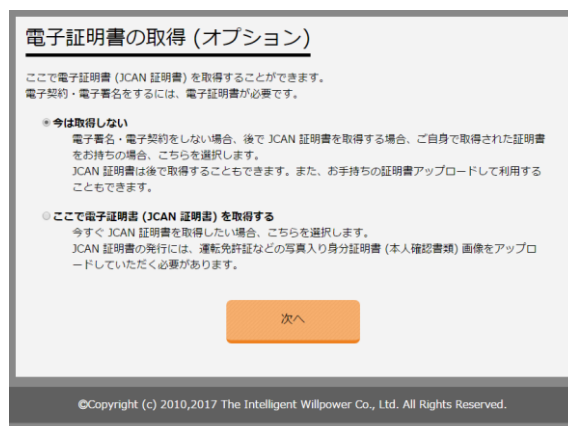 電子証明書の取得 (オプション)
ここで電子証明書 (JCAN 証明書) を取得することができます。
電子契約・電子署名をするには、電子証明書が必要です。
今は取得しない
電子署名・電子契約をしない場合、後で JCAN 証明書を取得する場合、ご自身で取得された証明書
をお持ちの場合、こちらを選択します。
JCAN 証明書は後で取得することもできます。また、お手持ちの証明書アップロードして利用する
こともできます。
ここで電子証明書 (JCAN 証明書) を取得する
今すぐ JCAN 証明書を取得したい場合、こちらを選択します。
JCAN 証明書の発行には、運転免許証などの写真入り身分証明書 (本人確認書類) 画像をアップロ
ードしていただく必要があります。
次へ
©Copyright (c) 2010,2017 The Intelligent Willpower Co., Ltd. All Rights Reserved.